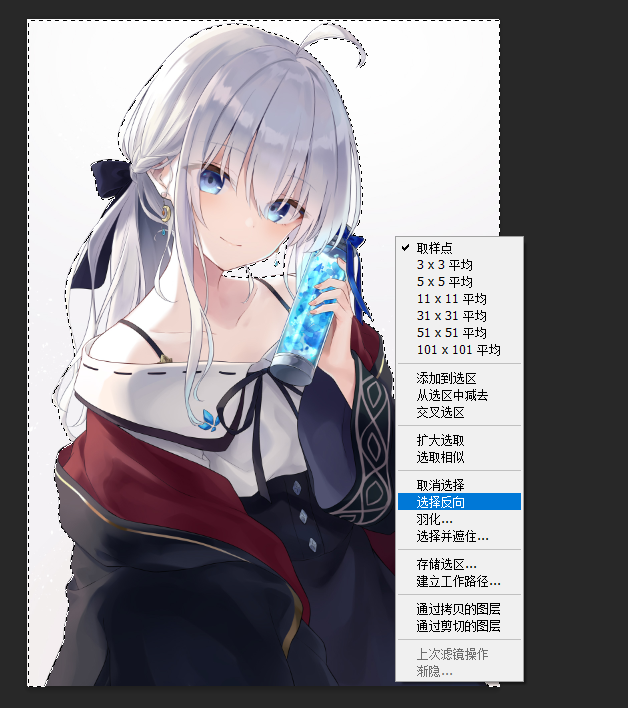 取样点
3 x 3 平均
5 x 5 平均
11 x 11 平均
31 x 31 平均
51 x 51 平均
101 x 101 平均
添加到选区
从选区中减去
交叉选区
扩大选取
选取相似
取消选择
选择反向
羽化...
选择并遮住...
存储选区...
建立工作路径...
通过拷贝的图层
通过剪切的图层
上次滤镜操作
渐隐...